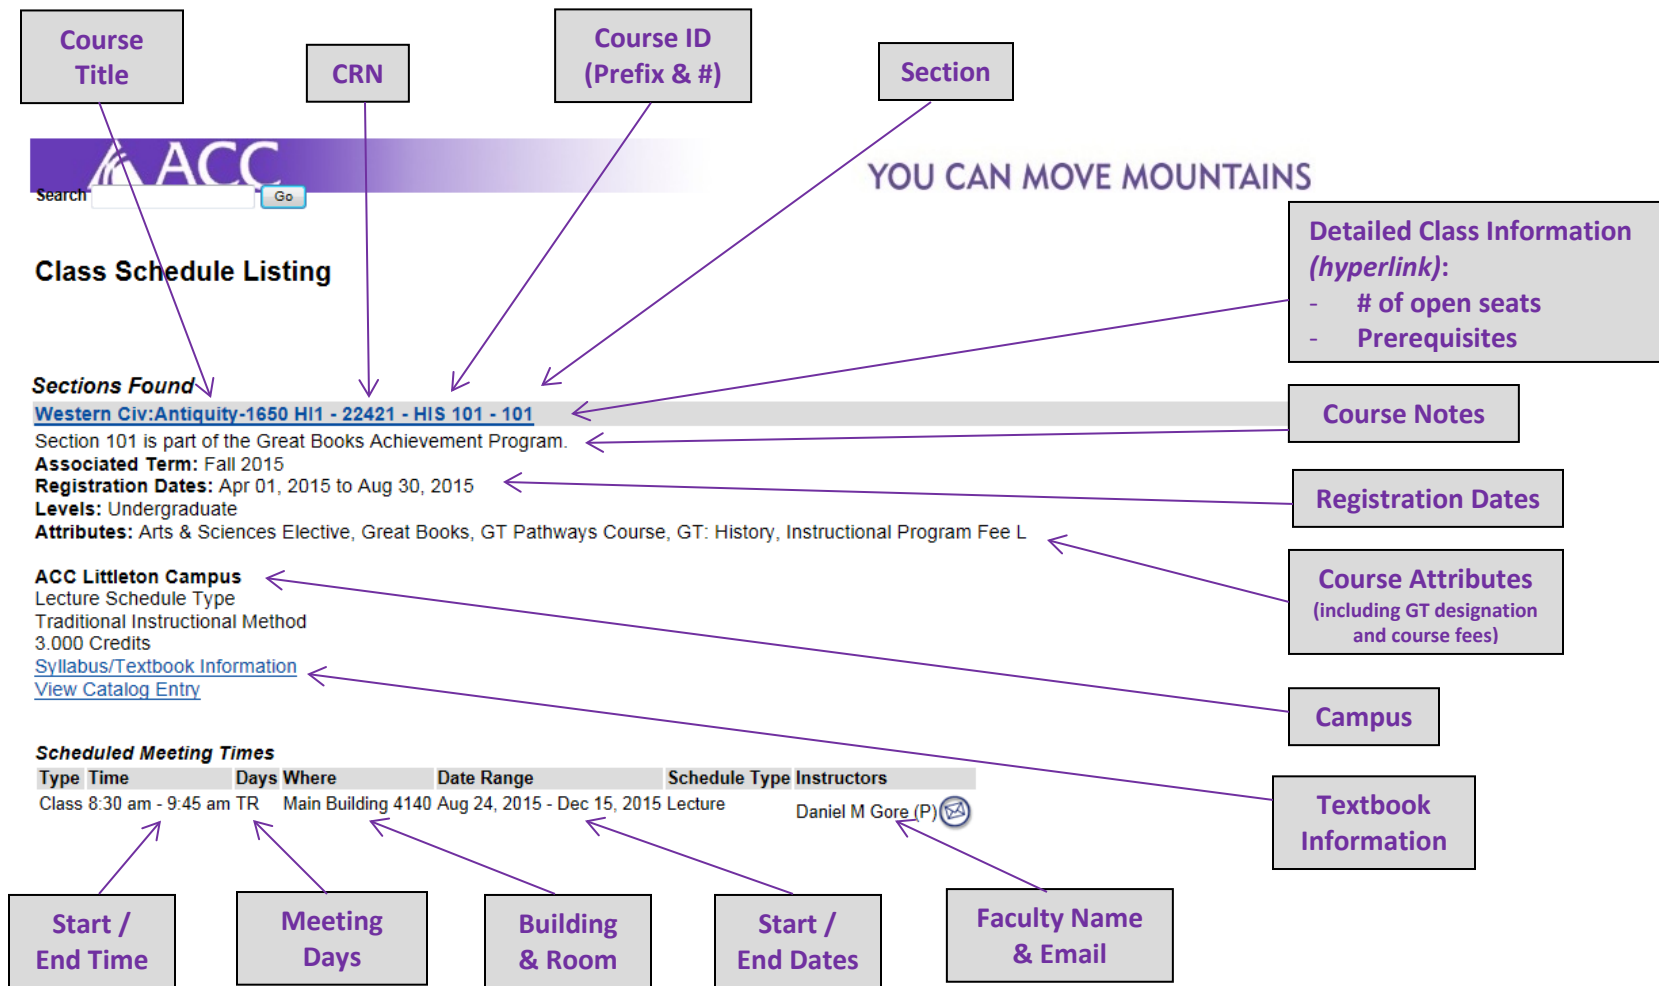 Course
Title
CRN
Course ID
(Prefix & #)
Section
ACC
Search
Go
YOU CAN MOVE MOUNTAINS
Detailed Class Information
(hyperlink):
- # of open seats
- Prerequisites
Class Schedule Listing
Sections Found
Western Civ:Antiquity-1650 HI1 - 22421 - HIS 101 - 101
Course Notes
Section 101 is part of the Great Books Achievement Program.
Associated Term: Fall 2015
Registration Dates: Apr 01, 2015 to Aug 30, 2015
Registration Dates
Levels: Undergraduate
Attributes: Arts & Sciences Elective, Great Books, GT Pathways Course, GT: History, Instructional Program Fee L
Course Attributes
(including GT designation
and course fees)
ACC Littleton Campus
Lecture Schedule Type
Traditional Instructional Method
3.000 Credits
Syllabus/Textbook Information
View Catalog Entry
Campus
Scheduled Meeting Times
Type Time Days Where Date Range Schedule Type Instructors
Class 8:30 am - 9:45 am TR Main Building 4140 Aug 24, 2015 - Dec 15, 2015 Lecture Daniel M Gore (P)
Textbook
Information
Start /
End Time
Meeting
Days
Building
& Room
Start /
End Dates
Faculty Name
& Email